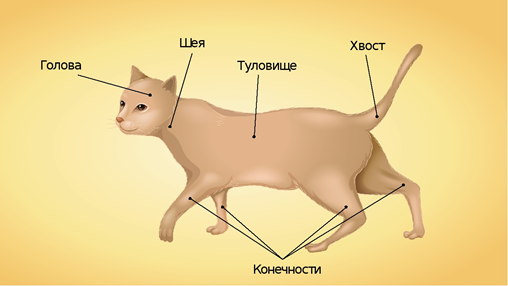 Шея
Хвост
Голова
Туловище
Конечности